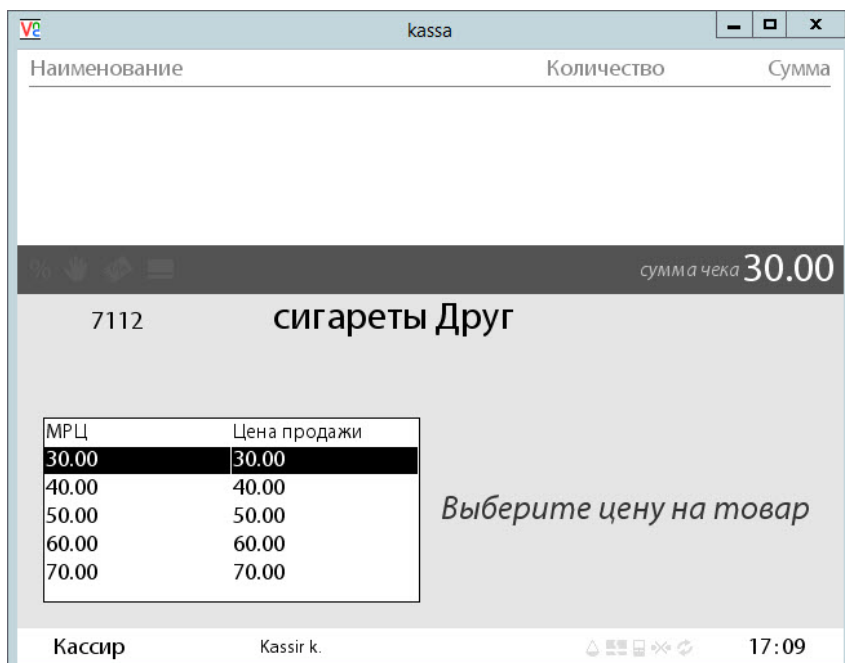 kassa
Наименование Количество Сумма
% сумма чека 30.00
7112 сигареты Друг
МРЦ Цена продажи
30.00 30.00
40.00 40.00
50.00 50.00
60.00 60.00
70.00 70.00
Выберите цену на товар
Кассир Kassir k. 17:09